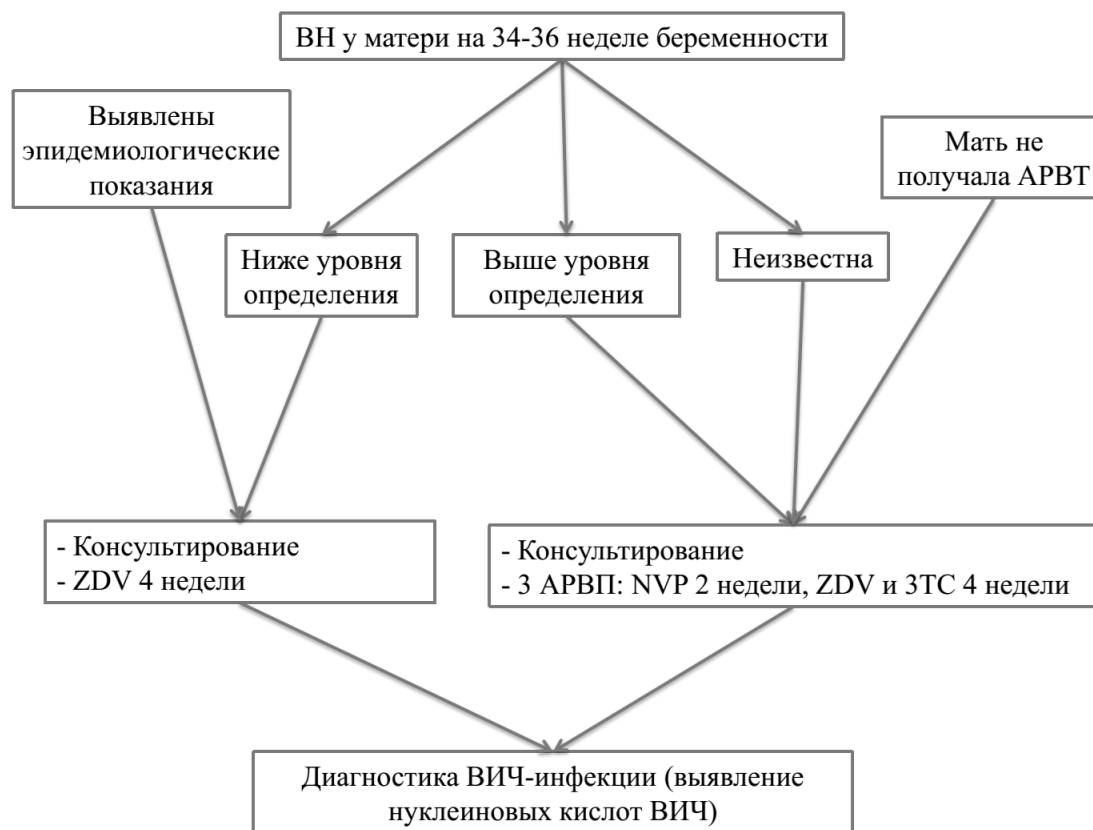 ВН у матери на 34-36 неделе беременности
Выявлены
эпидемиологические
показания
Мать не
получала АРВТ
Ниже уровня
определения
Выше уровня
определения
Неизвестна
- Консультирование
- ZDV 4 недели
- Консультирование
- 3 АРВП: NVP 2 недели, ZDV и 3ТС 4 недели
Диагностика ВИЧ-инфекции (выявление
нуклеиновых кислот ВИЧ)